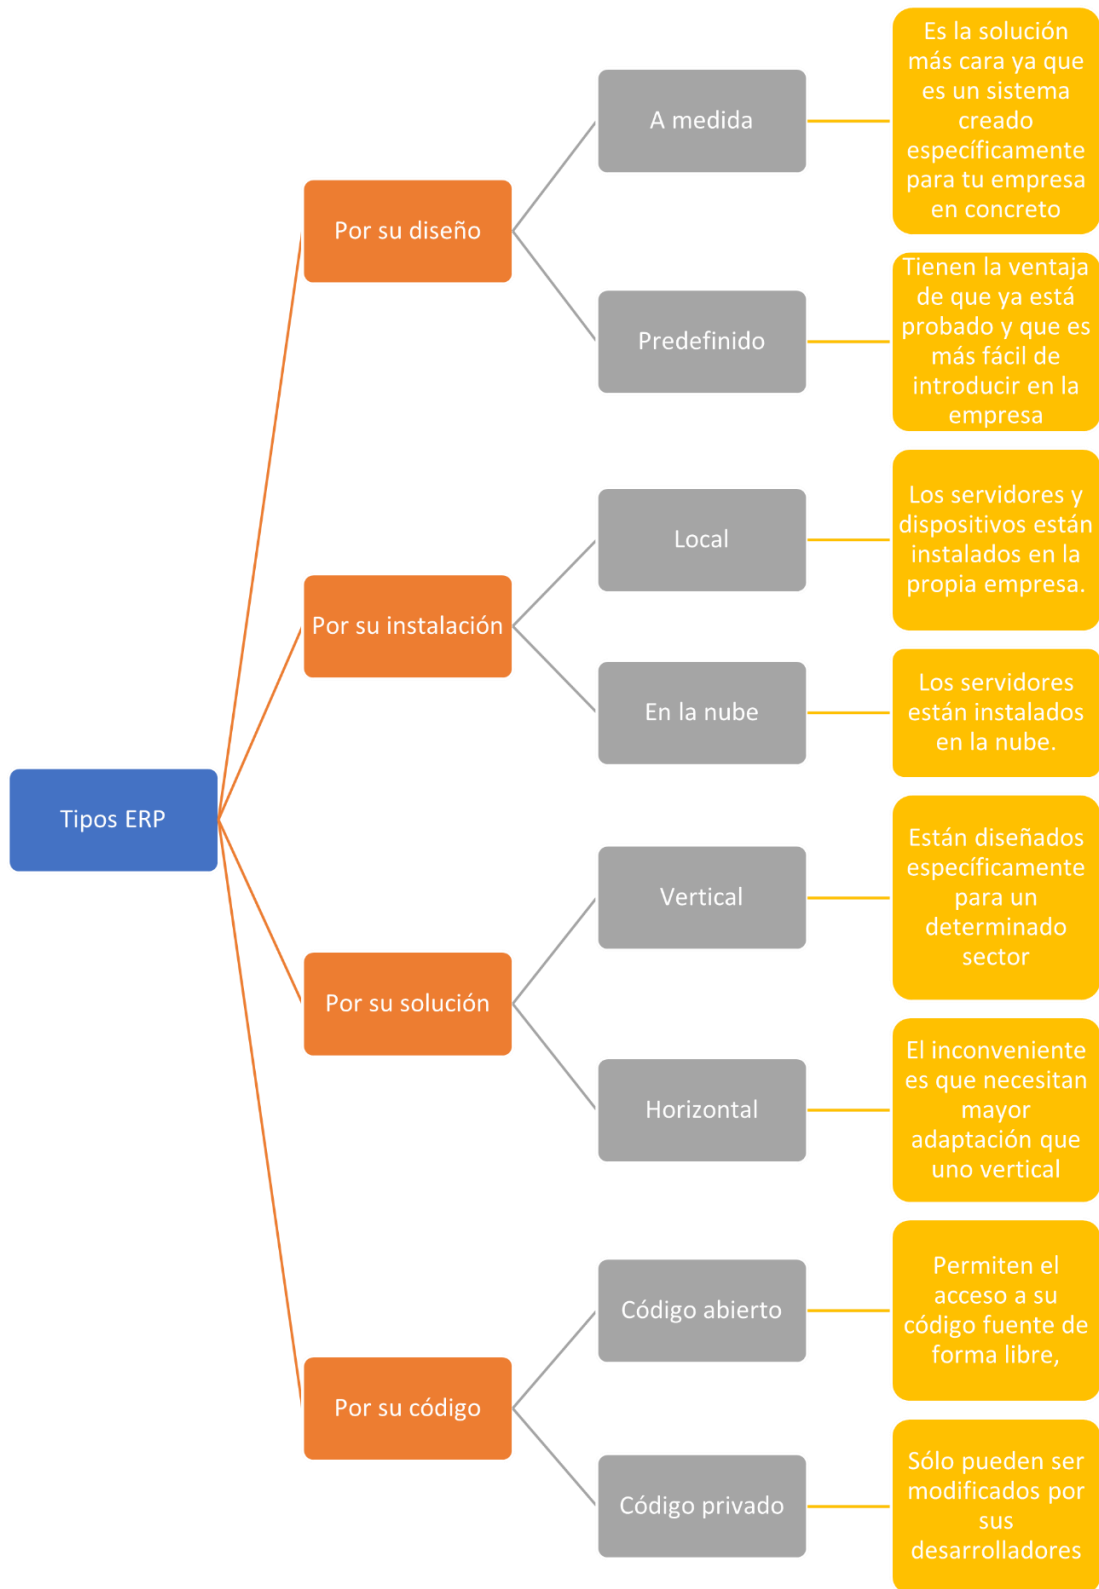 Tipos ERP
Por su diseño
A medida
Es la solución
más cara ya que
es un sistema
creado
específicamente
para tu empresa
en concreto
Predefinido
Tienen la ventaja
de que ya está
probado y que es
más fácil de
introducir en la
empresa
Por su instalación
Local
Los servidores y
dispositivos están
instalados en la
propia empresa.
En la nube
Los servidores
están instalados
en la nube.
Por su solución
Vertical
Están diseñados
específicamente
para un
determinado
sector
Horizontal
El inconveniente
es que necesitan
mayor
adaptación que
uno vertical
Por su código
Código abierto
Permiten el
acceso a su
código fuente de
forma libre,
Código privado
Sólo pueden ser
modificados por
sus
desarrolladores